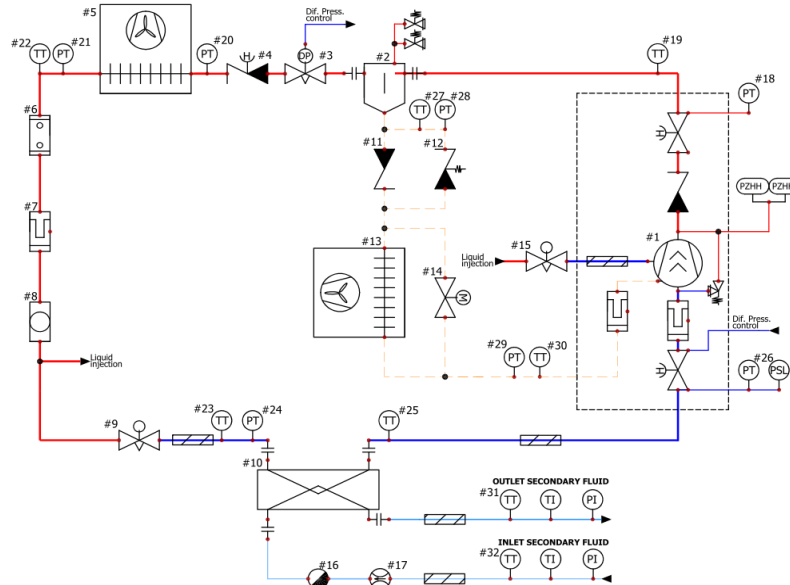 #5
Dif. Press.
control
#22
#21
#20
#4
#3
#2
#19
TT
PT
PT
H
DP
TT
#18
PT
#27
#28
TT
PT
#6
#11
#12
H
#7
PZHH
PZHH
#1
#13
#15
Liquid
injection
#14
M
#8
Dif. Press.
control
#29
#30
PT
TT
H
#26
PT
PSL
Liquid
injection
#23
#24
#25
#9
TT
PT
TT
#10
OUTLET SECONDARY FLUID
#31
TT
TI
PI
INLET SECONDARY FLUID
#16
#17
#32
TT
TI
PI